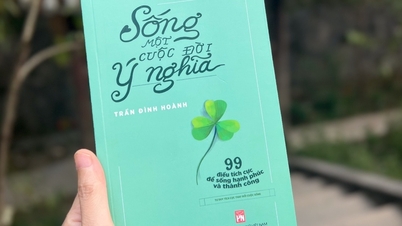 Sống
MỘT
CUỘC ĐỜI
Ý nghĩa
TRẦN ĐÌNH HOÀNH
99
điều tích cực
để sống hạnh phúc
và thành công